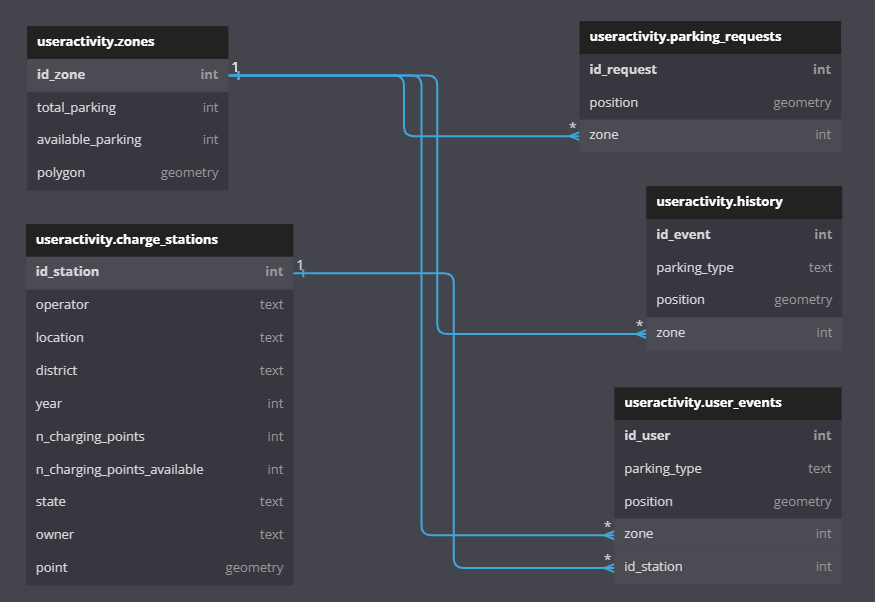 useractivity.zones
id_zone int
total_parking int
available_parking int
polygon geometry
1
useractivity.charge_stations
id_station int
operator text
location text
district text
year int
n_charging_points int
n_charging_points_available int
state text
owner text
point geometry
1
useractivity.parking_requests
id_request int
position geometry
* zone int
useractivity.history
id_event int
parking_type text
position geometry
* zone int
useractivity.user_events
id_user int
parking_type text
position geometry
* zone int
* id_station int